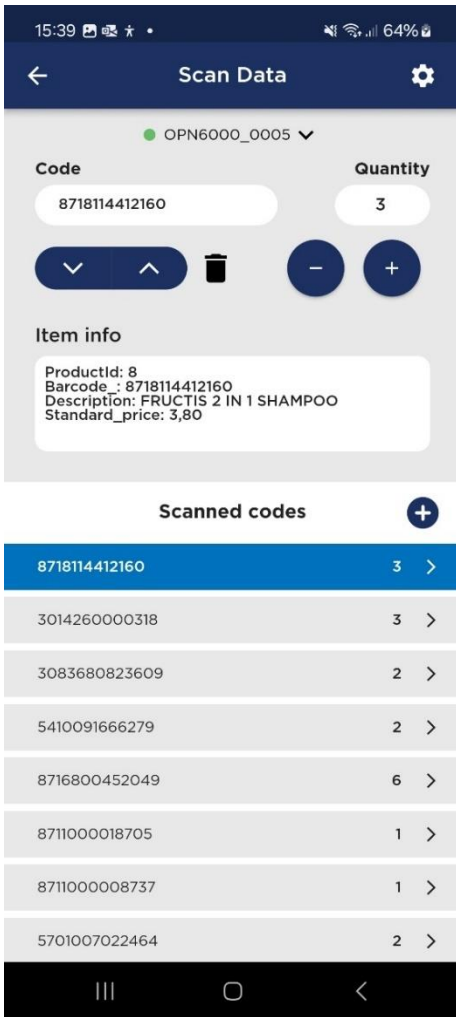 15:39 64%
Scan Data
OPN6000_0005
Code Quantity
8718114412160 3
Item info
ProductId: 8
Barcode_: 8718114412160
Description: FRUCTIS 2 IN 1 SHAMPOO
Standard_price: 3,80
Scanned codes
8718114412160 3
3014260000318 3
3083680823609 2
5410091666279 2
8716800452049 6
8711000018705 1
8711000008737 1
5701007022464 2